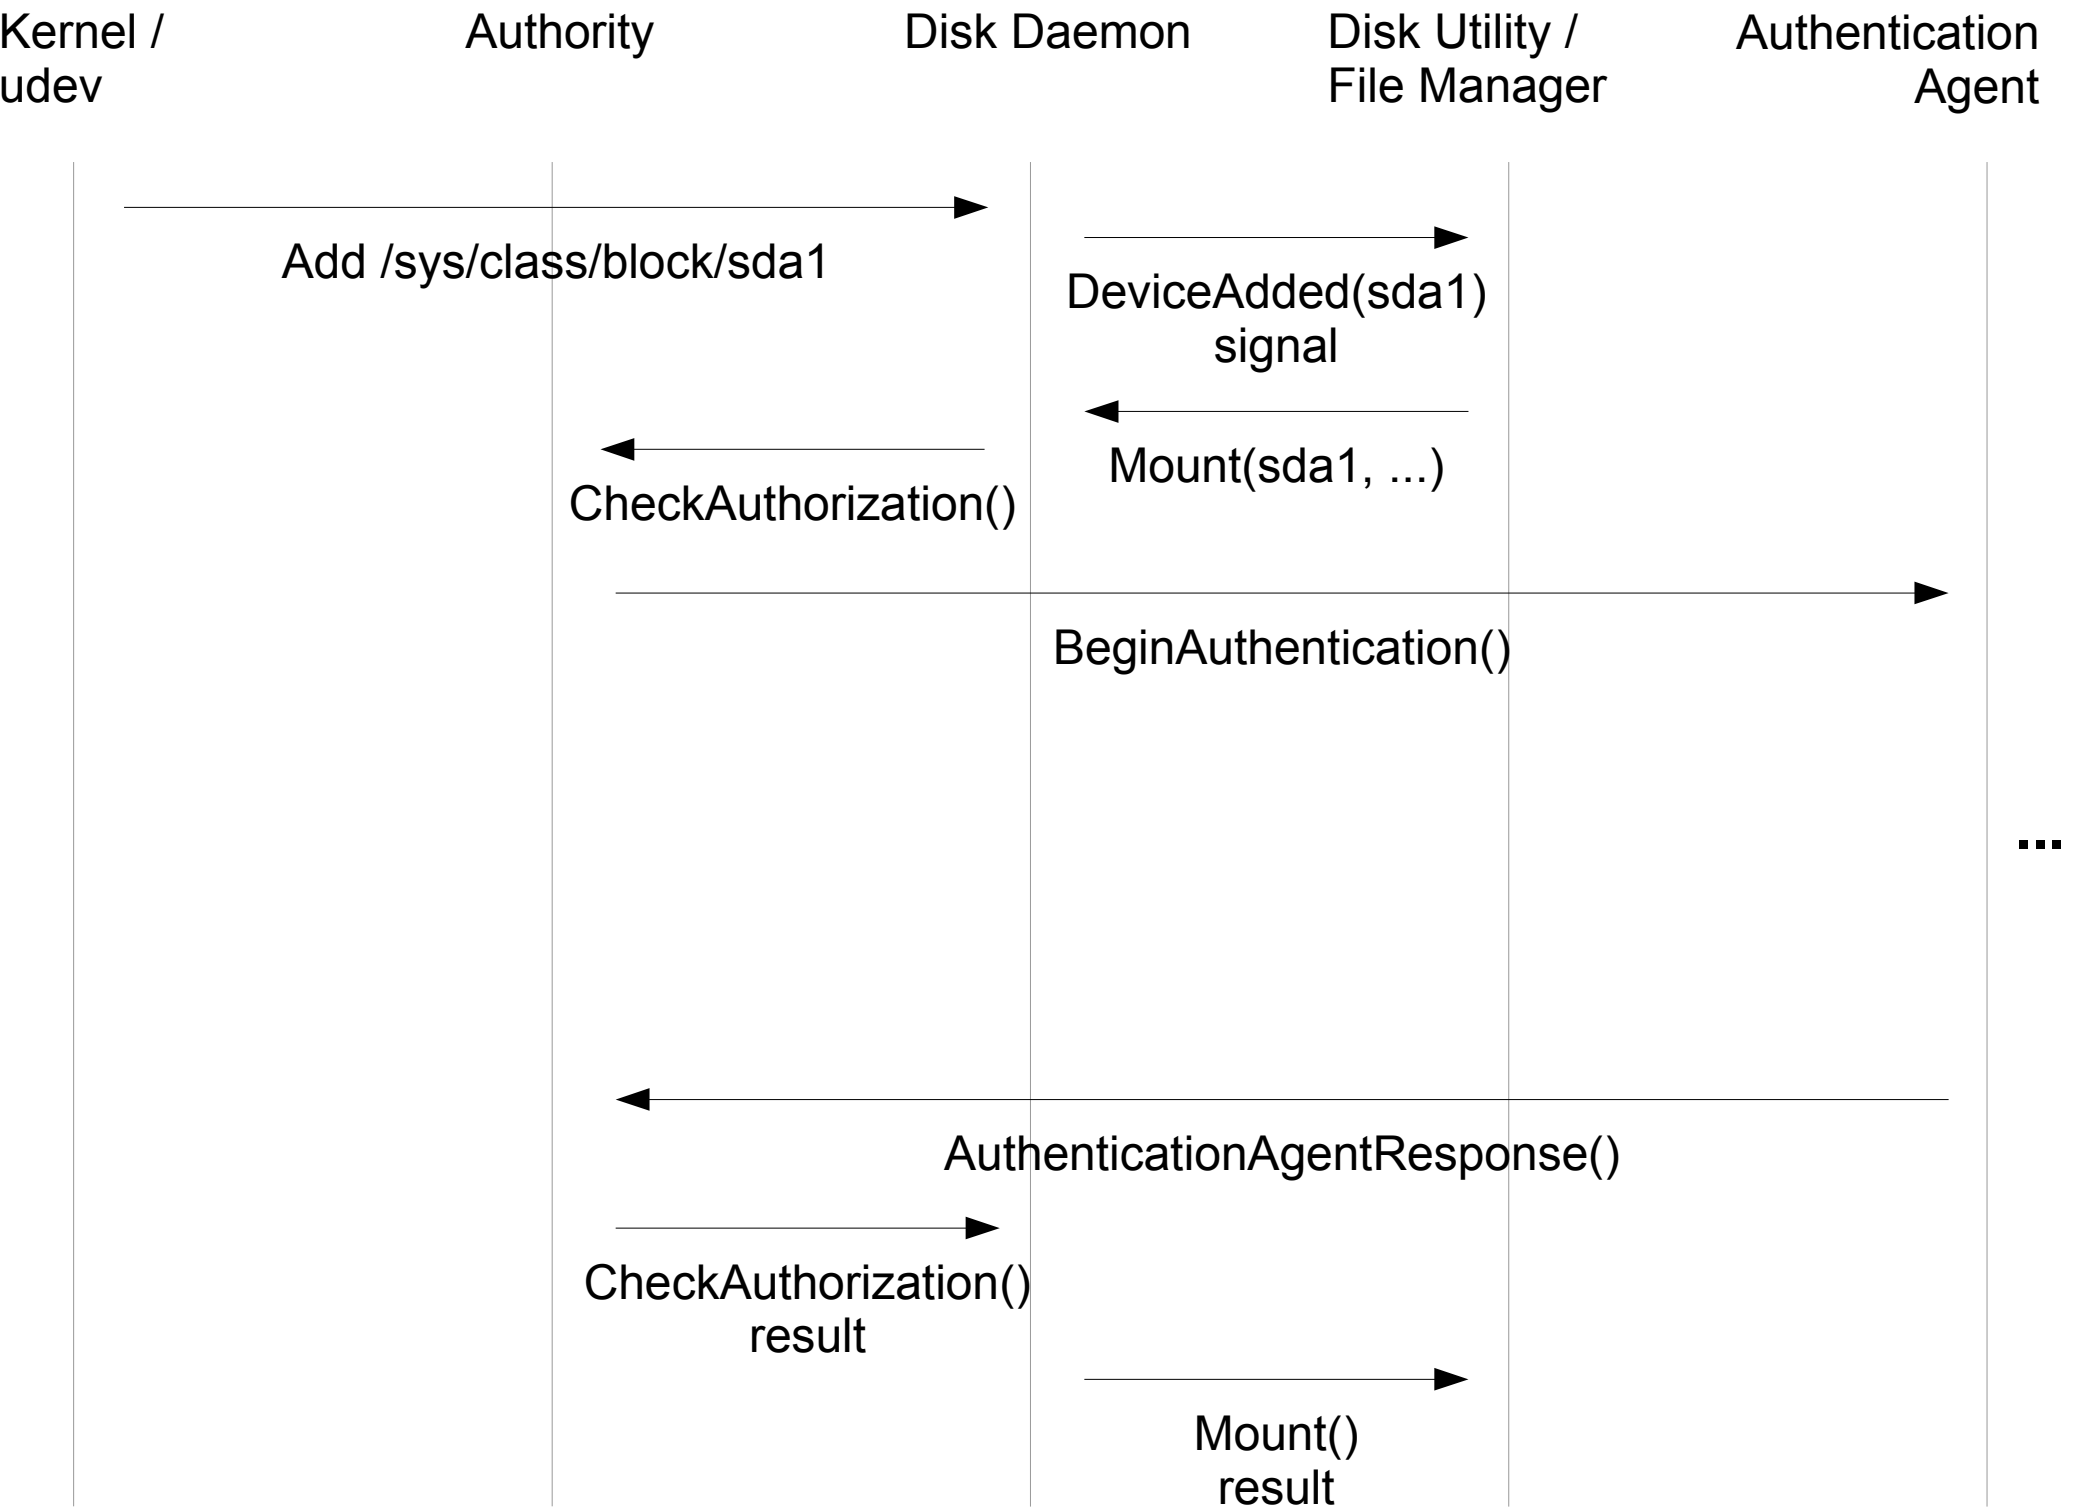 Kernel /
udev
Authority
Disk Daemon
Disk Utility /
File Manager
Authentication
Agent
Add /sys/class/block/sda1
DeviceAdded(sda1)
signal
Mount(sda1, ...)
CheckAuthorization()
BeginAuthentication()
...
AuthenticationAgentResponse()
CheckAuthorization()
result
Mount()
result